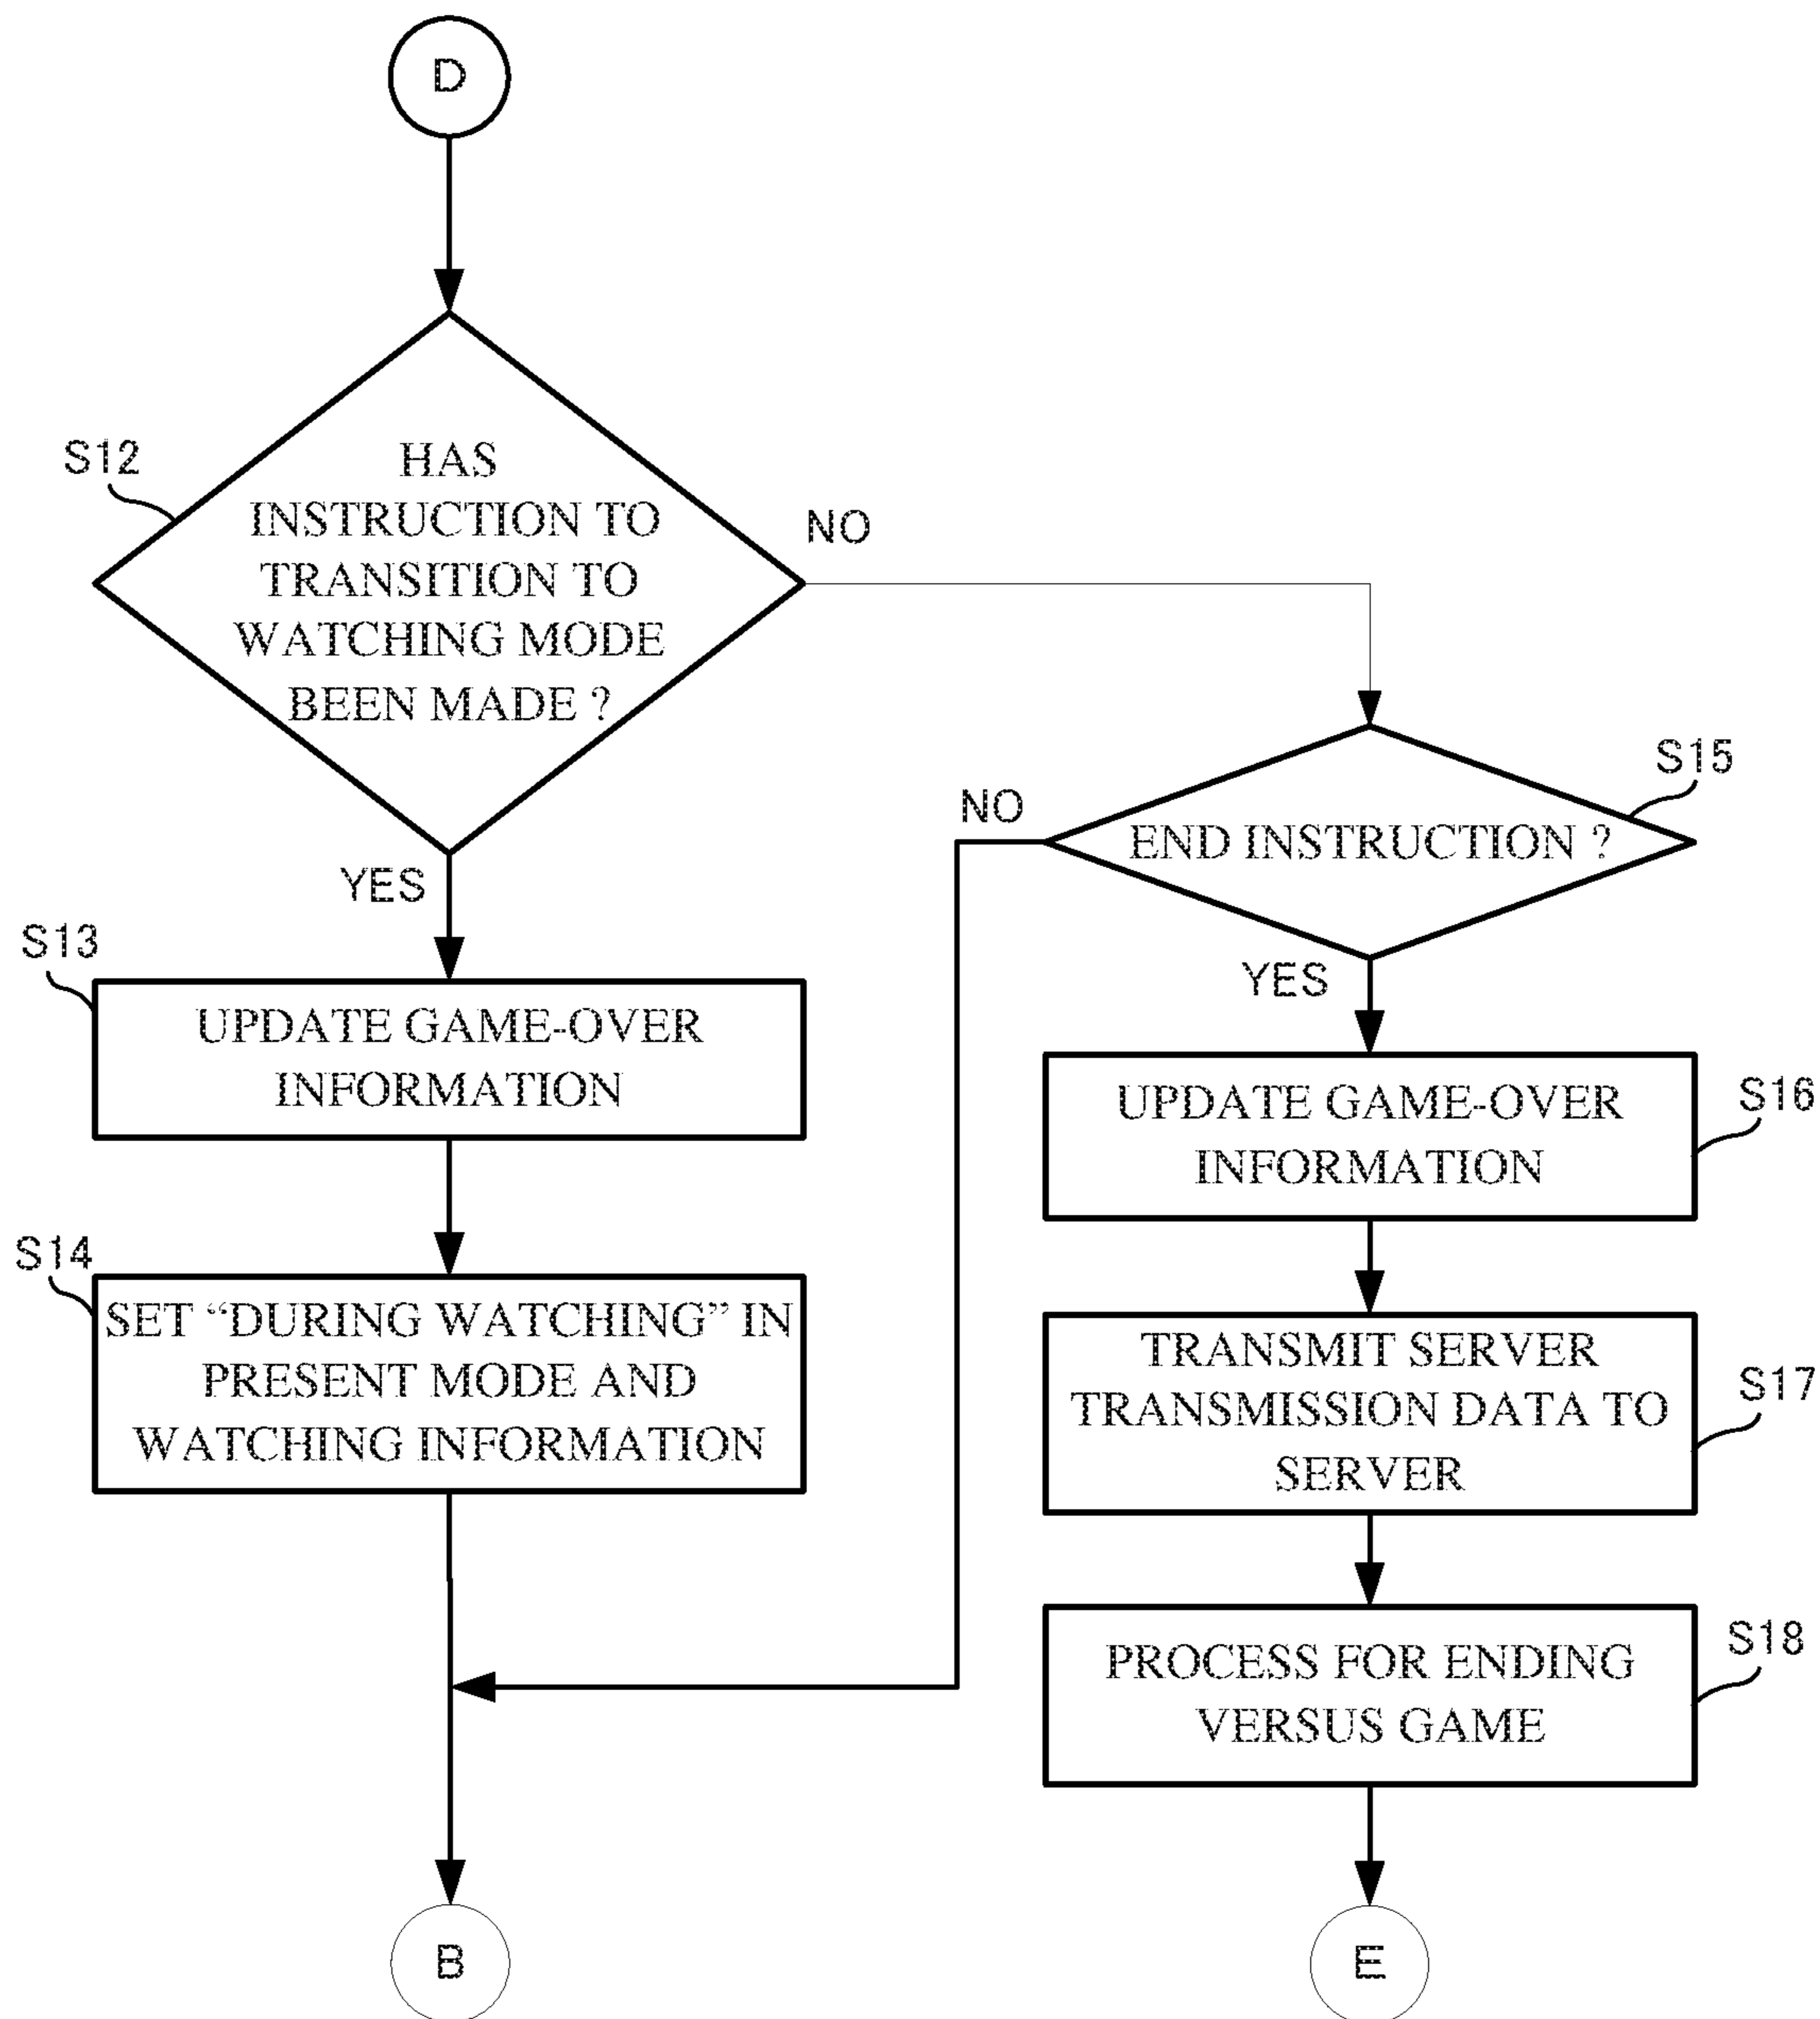 D
S12
HAS
INSTRUCTION TO
TRANSITION TO
WATCHING MODE
BEEN MADE ?
NO
YES
S13
UPDATE GAME-OVER
INFORMATION
S14
SET “DURING WATCHING” IN
PRESENT MODE AND
WATCHING INFORMATION
B
S15
NO
END INSTRUCTION ?
YES
S16
UPDATE GAME-OVER
INFORMATION
S17
TRANSMIT SERVER
TRANSMISSION DATA TO
SERVER
S18
PROCESS FOR ENDING
VERSUS GAME
E